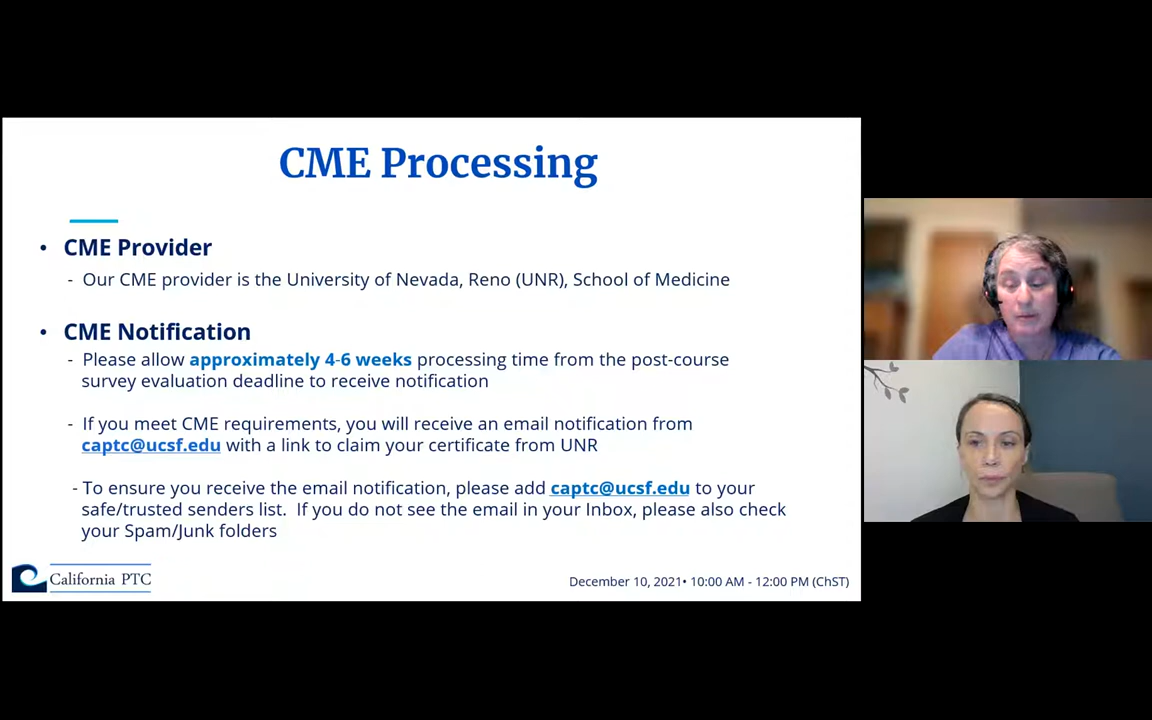 CME Processing
• CME Provider
- Our CME provider is the University of Nevada, Reno (UNR), School of Medicine
• CME Notification
- Please allow approximately 4-6 weeks processing time from the post-course
survey evaluation deadline to receive notification
- If you meet CME requirements, you will receive an email notification from
captc@ucsf.edu with a link to claim your certificate from UNR
- To ensure you receive the email notification, please add captc@ucsf.edu to your
safe/trusted senders list.  If you do not see the email in your Inbox, please also check
your Spam/Junk folders
California PTC
December 10, 2021• 10:00 AM - 12:00 PM (ChST)